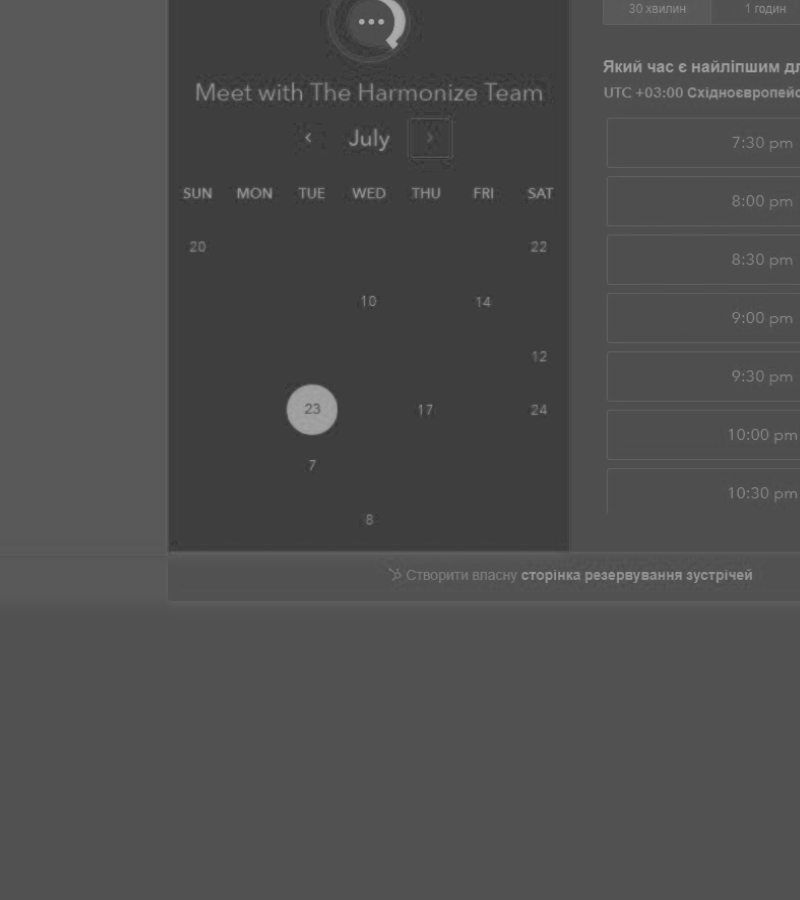 30 хвилин 1 годин
Meet with The Harmonize Team
‹ July ›
SUN MON TUE WED THU FRI SAT
20 22
10 14
12
23 17 24
7
8
Який час є найліпшим дл
UTC +03:00 Східноєвропейс
7:30 pm
8:00 pm
8:30 pm
9:00 pm
9:30 pm
10:00 pm
10:30 pm
Створити власну сторінка резервування зустрічей